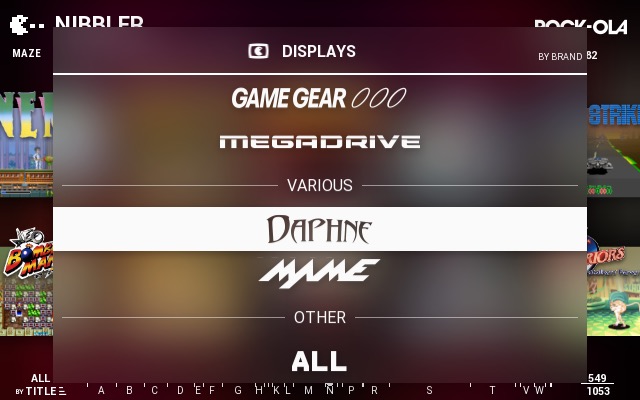 NIBBLER
ROCK-OLA
MAZE
DISPLAYS
BY BRAND
82
GAME GEAR
MEGADRIVE
VARIOUS
DAPHNE
MAME
OTHER
ALL
ALL
BY TITLE
A B C D F G H K L M N P R S T V W
549
1053